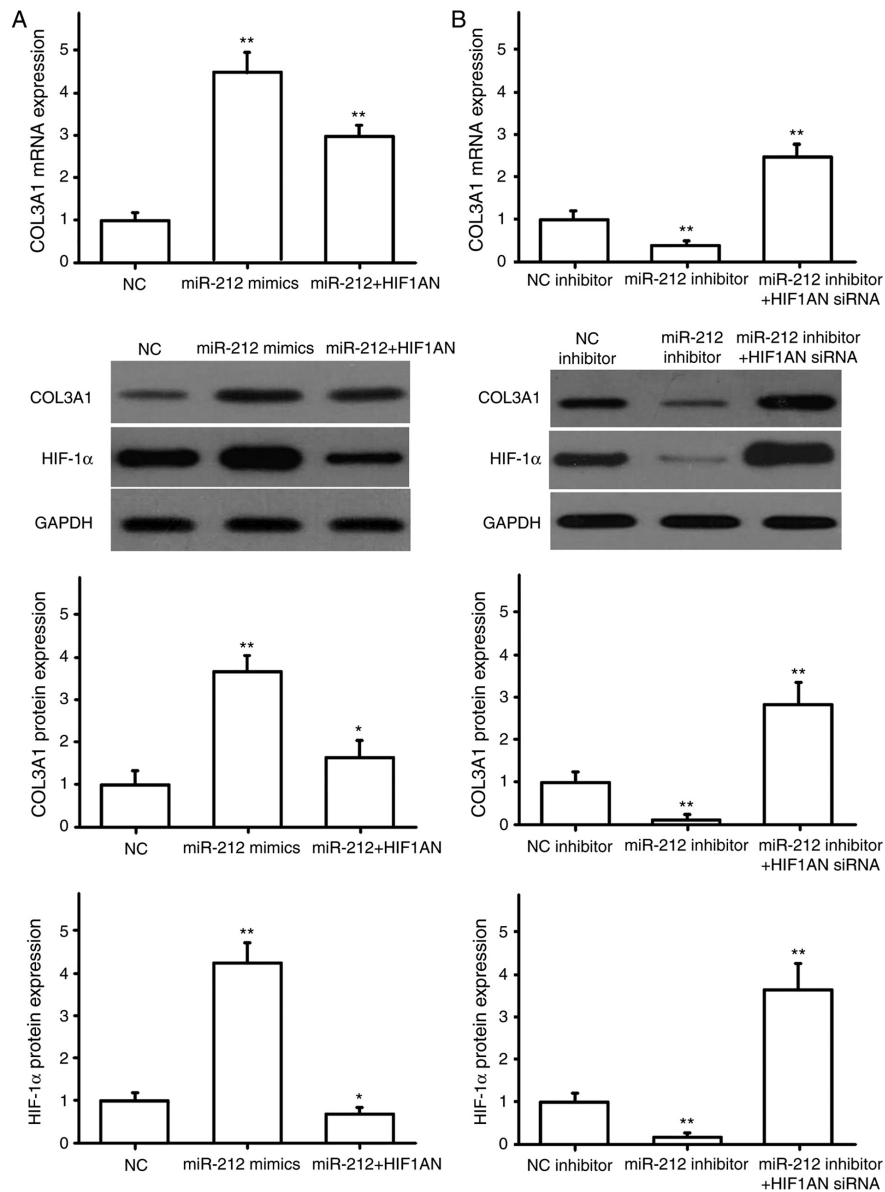 A
COL3A1 mRNA expression
5
4
3
2
1
0
**
**
NC
miR-212 mimics
miR-212+HIF1AN
NC
miR-212 mimics
miR-212+HIF1AN
COL3A1
HIF-1α
GAPDH
COL3A1 protein expression
5
4
3
2
1
0
**
*
NC
miR-212 mimics
miR-212+HIF1AN
HIF-1α protein expression
5
4
3
2
1
0
**
*
NC
miR-212 mimics
miR-212+HIF1AN
B
COL3A1 mRNA expression
5
4
3
2
1
0
**
**
NC inhibitor
miR-212 inhibitor
miR-212 inhibitor
+HIF1AN siRNA
NC
inhibitor
miR-212
inhibitor
miR-212 inhibitor
+HIF1AN siRNA
COL3A1
HIF-1α
GAPDH
COL3A1 protein expression
5
4
3
2
1
0
**
**
NC inhibitor
miR-212 inhibitor
miR-212 inhibitor
+HIF1AN siRNA
HIF-1α protein expression
5
4
3
2
1
0
**
**
NC inhibitor
miR-212 inhibitor
miR-212 inhibitor
+HIF1AN siRNA